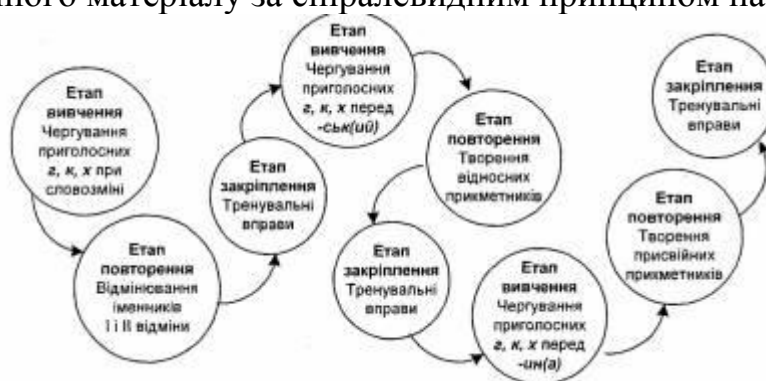 ного матеріалу за спіралевидним принципом на
Етап
вивчення
Чергування
приголосних
г, к, х при
словозміні
Етап
повторення
Відмінювання
іменників
І і ІІ відміни
Етап
закріплення
Тренувальні
вправи
Етап
вивчення
Чергування
приголосних
г, к, х перед
-ськ(ий)
Етап
повторення
Творення
відносних
прикметників
Етап
закріплення
Тренувальні
вправи
Етап
вивчення
Чергування
приголосних
г, к, х перед
-ин(а)
Етап
повторення
Творення
присвійних
прикметників
Етап
закріплення
Тренувальні
вправи